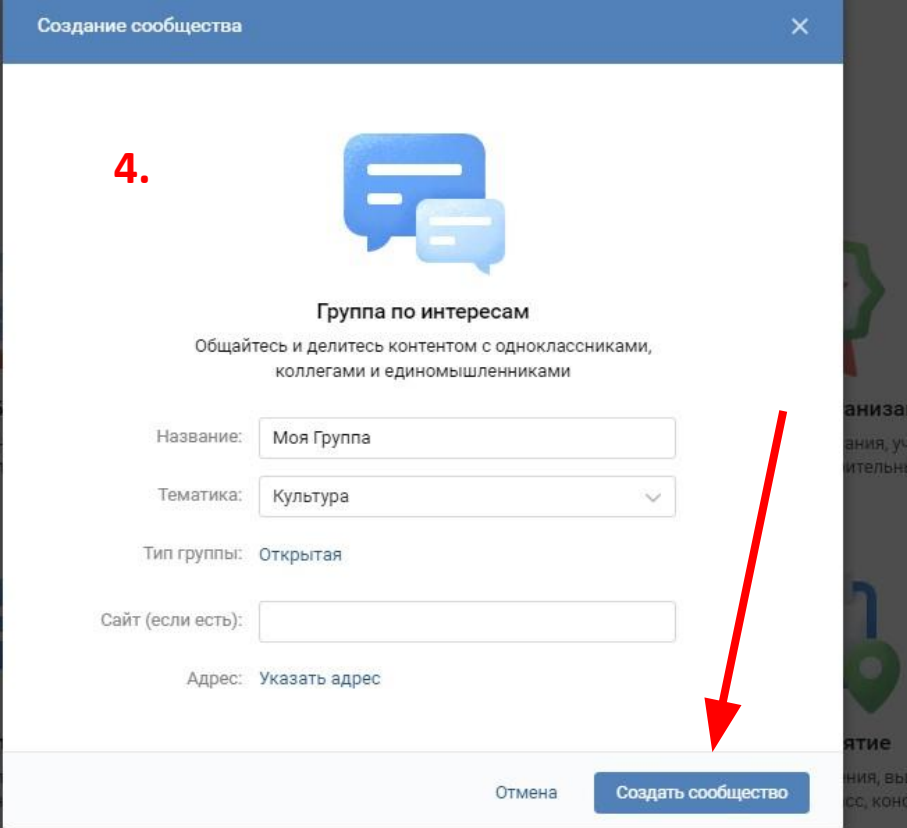 Создание сообщества
4.
Группа по интересам
Общайтесь и делитесь контентом с одноклассниками,
коллегами и единомышленниками
Название: Моя Группа
Тематика: Культура
Тип группы: Открытая
Сайт (если есть):
Адрес: Указать адрес
Отмена Создать сообщество